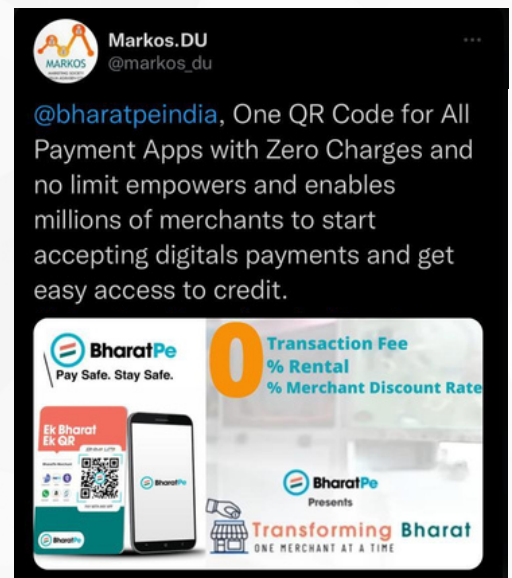 MARKOS
Markos.DU
@markos_du
@bharatpeindia, One QR Code for All
Payment Apps with Zero Charges and
no limit empowers and enables
millions of merchants to start
accepting digitals payments and get
easy access to credit.
BharatPe
Pay Safe. Stay Safe.
Ek Bharat
Ek QR
BharatPe
BharatPe
0
Transaction Fee
% Rental
% Merchant Discount Rate
BharatPe
Presents
Transforming Bharat
ONE MERCHANT AT A TIME